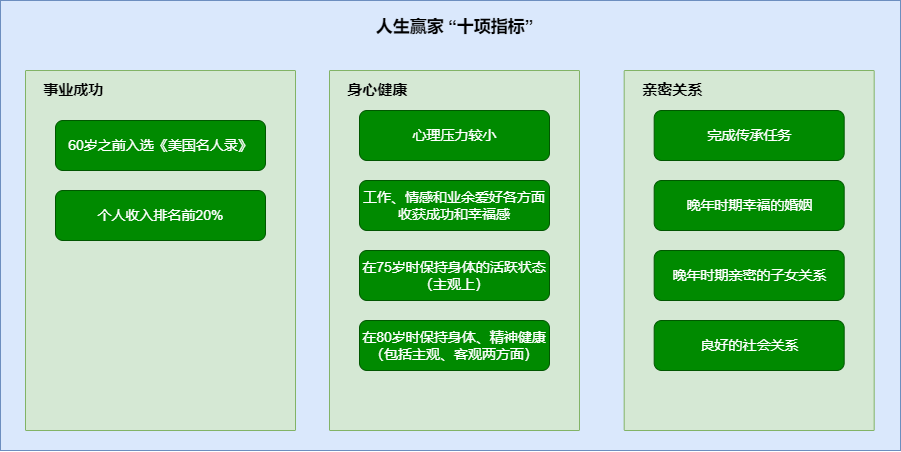 人生赢家 “十项指标”
事业成功
60岁之前入选《美国名人录》
个人收入排名前20%
身心健康
心理压力较小
工作、情感和业余爱好各方面
收获成功和幸福感
在75岁时保持身体的活跃状态
（主观上）
在80岁时保持身体、精神健康
（包括主观、客观两方面）
亲密关系
完成传承任务
晚年时期幸福的婚姻
晚年时期亲密的子女关系
良好的社会关系